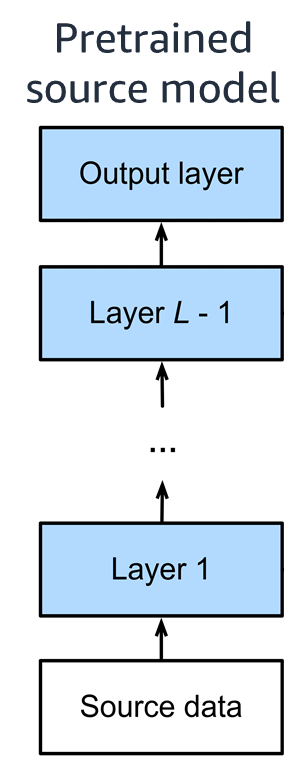 Pretrained
source model
Output layer
Layer L - 1
...
Layer 1
Source data